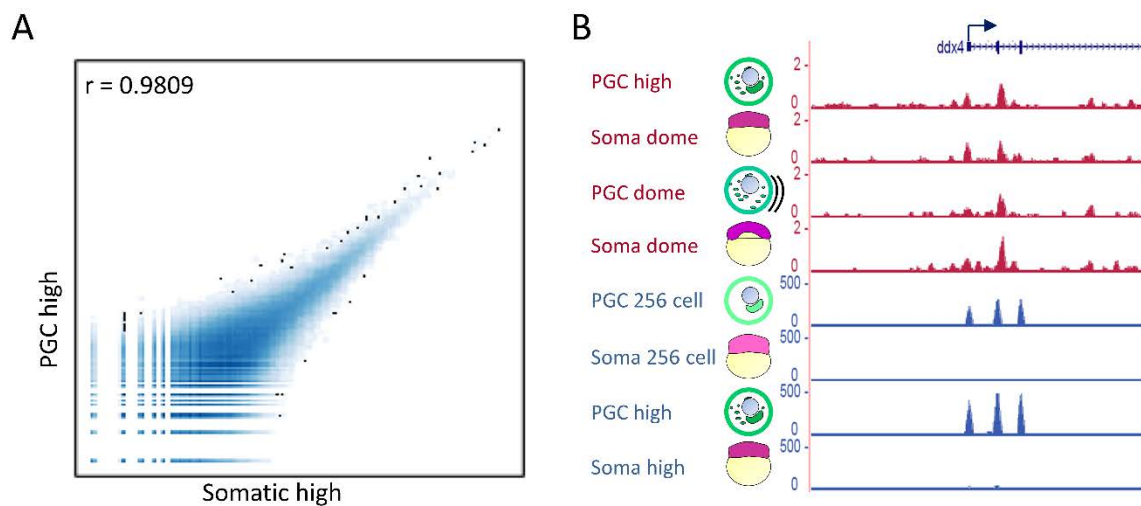 A
r = 0.9809
PGC high
Somatic high
B
ddx4
PGC high
2
0
Soma dome
2
0
PGC dome
2
0
Soma dome
2
0
PGC 256 cell
500
0
Soma 256 cell
500
0
PGC high
500
0
Soma high
500
0